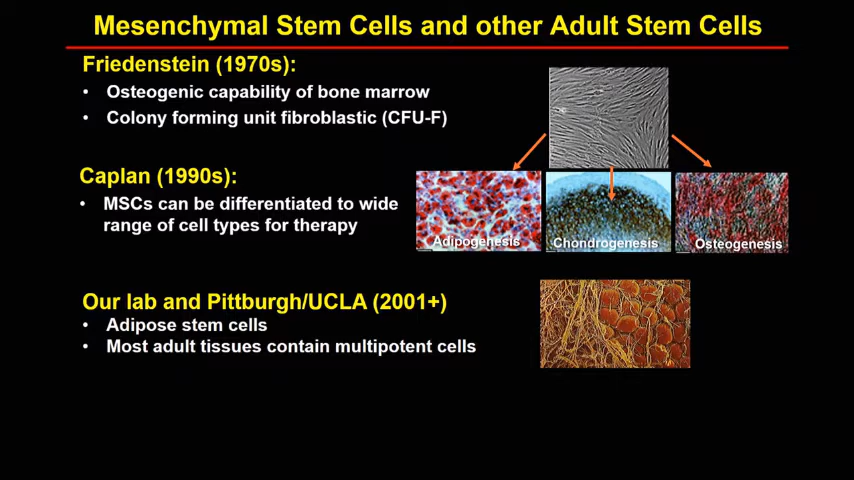 Mesenchymal Stem Cells and other Adult Stem Cells
Friedenstein (1970s):
• Osteogenic capability of bone marrow
• Colony forming unit fibroblastic (CFU-F)
Caplan (1990s):
• MSCs can be differentiated to wide
range of cell types for therapy
Adipogenesis
Chondrogenesis
Osteogenesis
Our lab and Pittburgh/UCLA (2001+)
• Adipose stem cells
• Most adult tissues contain multipotent cells